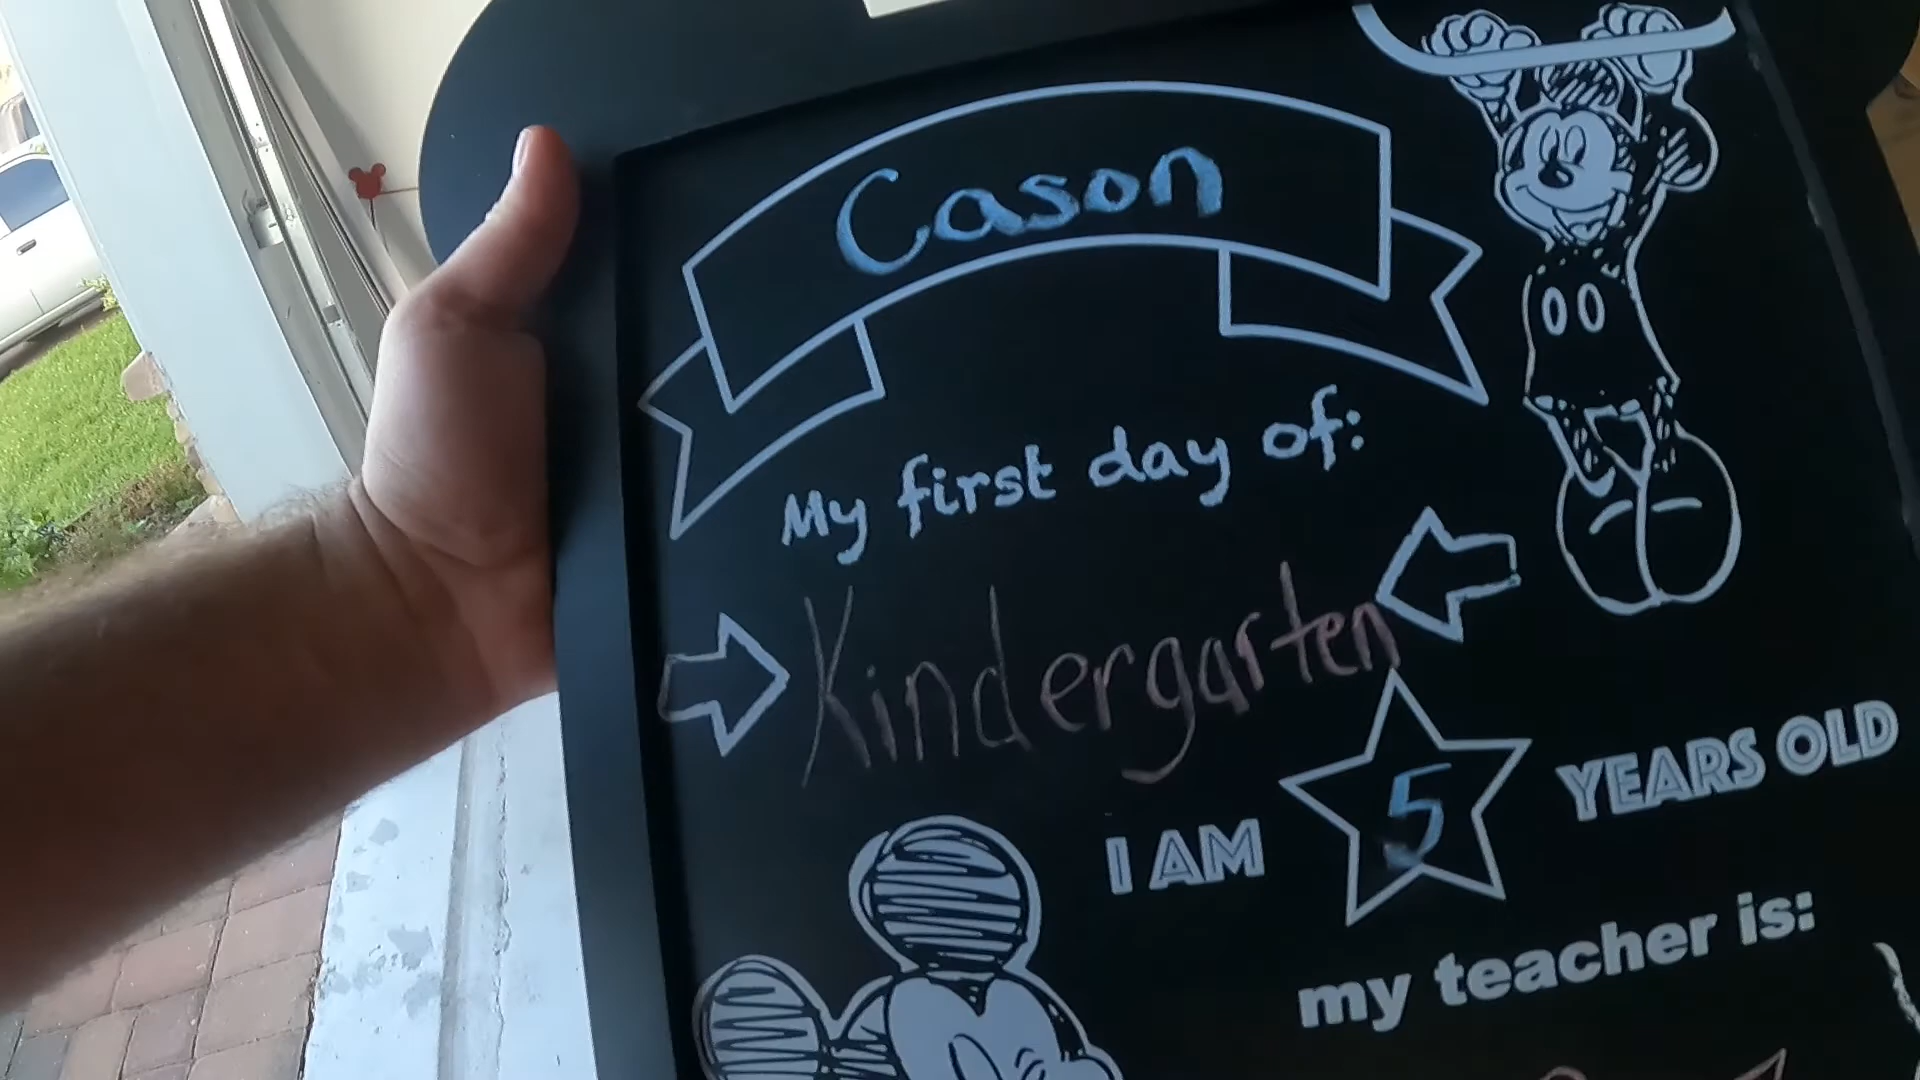 Cason
My first day of:
Kindergarten
I AM 5 YEARS OLD
my teacher is: